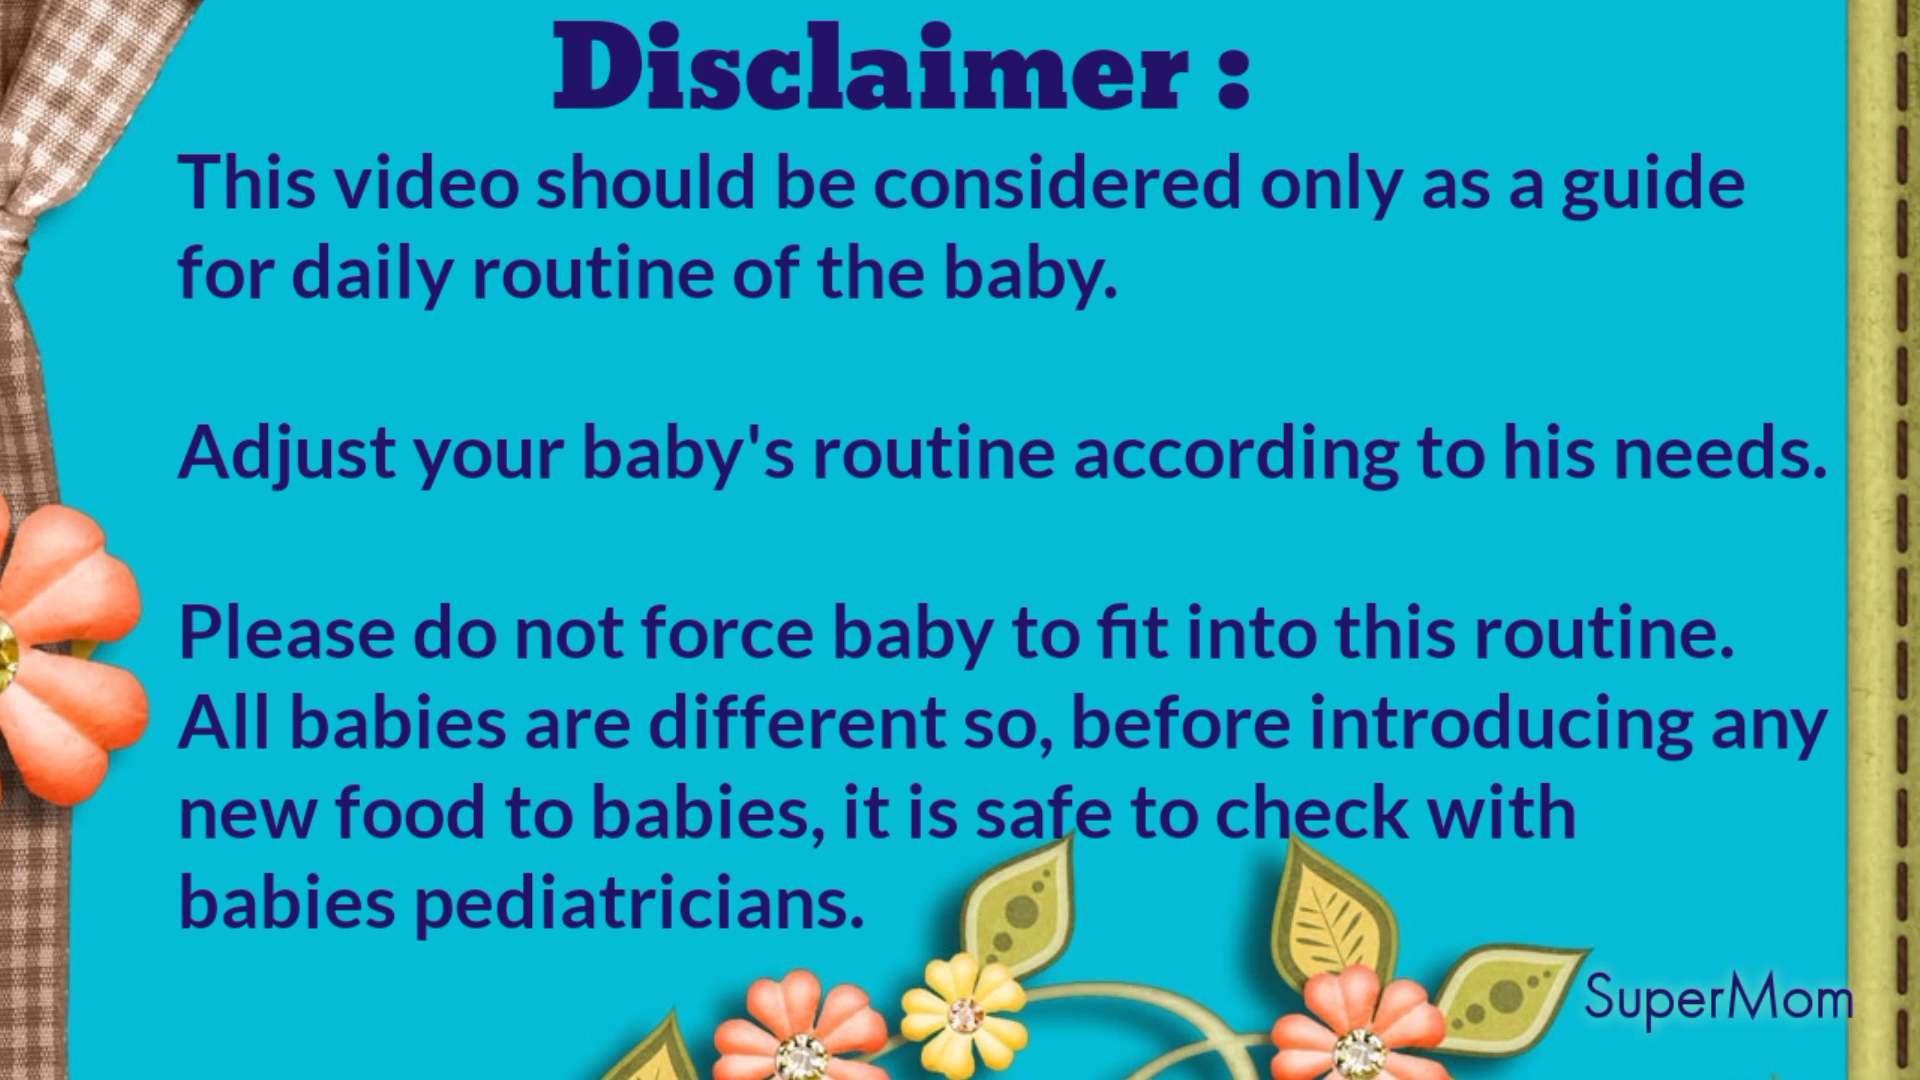 Disclaimer :
This video should be considered only as a guide
for daily routine of the baby.
Adjust your baby's routine according to his needs.
Please do not force baby to fit into this routine.
All babies are different so, before introducing any
new food to babies, it is safe to check with
babies pediatricians.
SuperMom